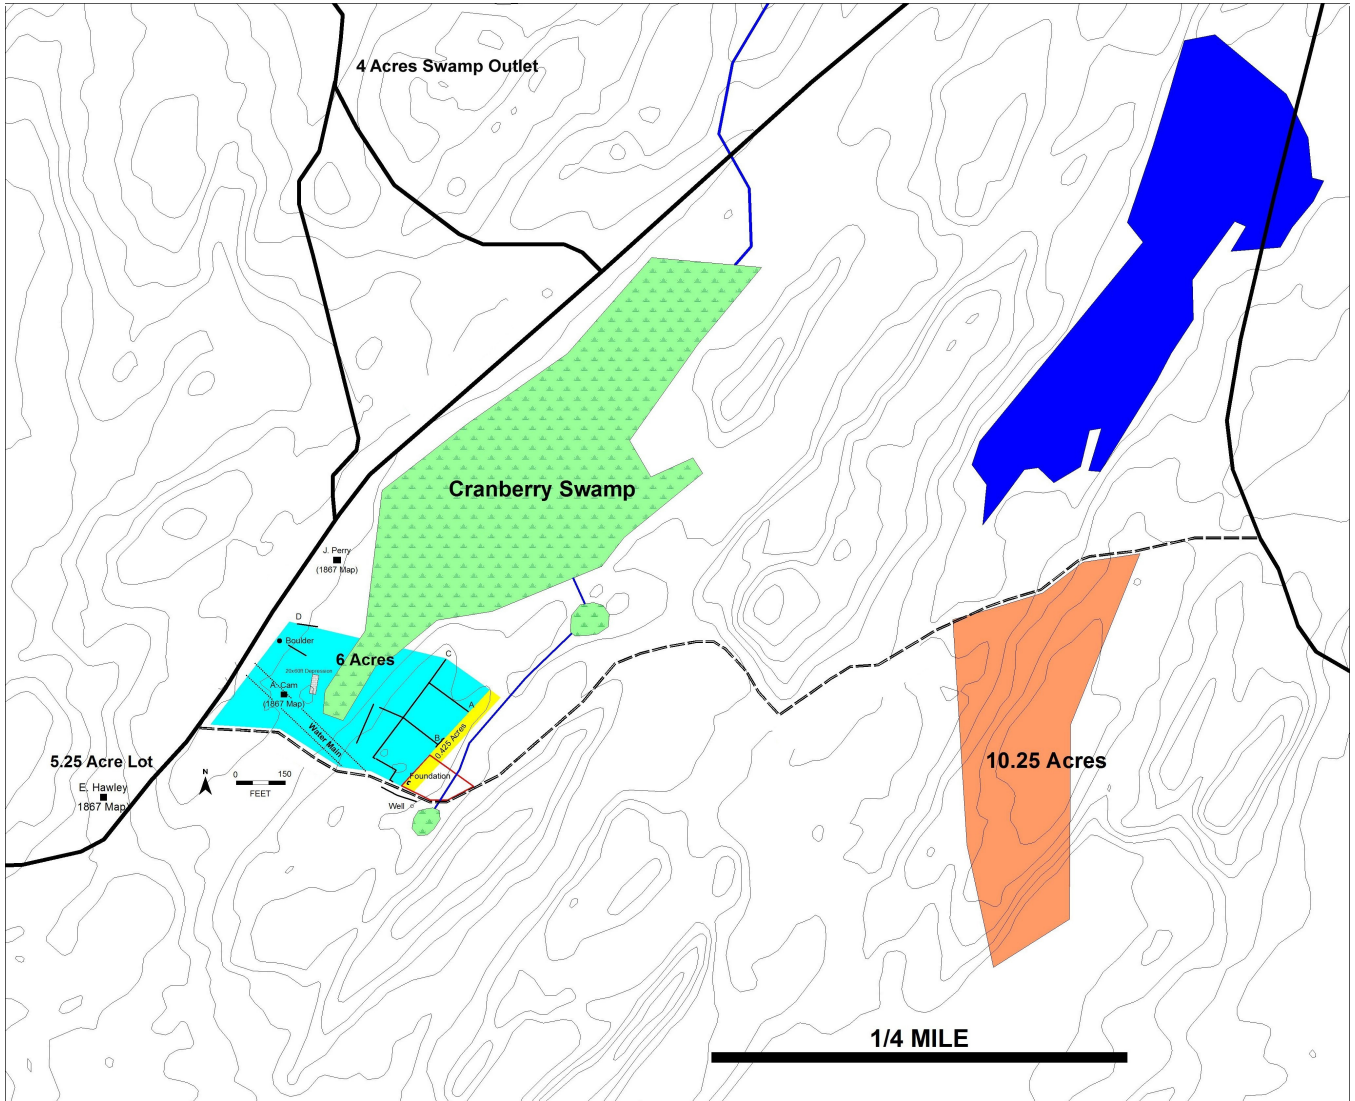 4 Acres Swamp Outlet
Cranberry Swamp
J. Perry
(1867 Map)
D
Boulder
6 Acres
C
20x60ft Depression
A. Cam
(1867 Map)
A
Water Main
B
0.425 Acres
5.25 Acre Lot
E. Hawley
1867 Map)
N
0 150
FEET
Foundation
Well
10.25 Acres
1/4 MILE